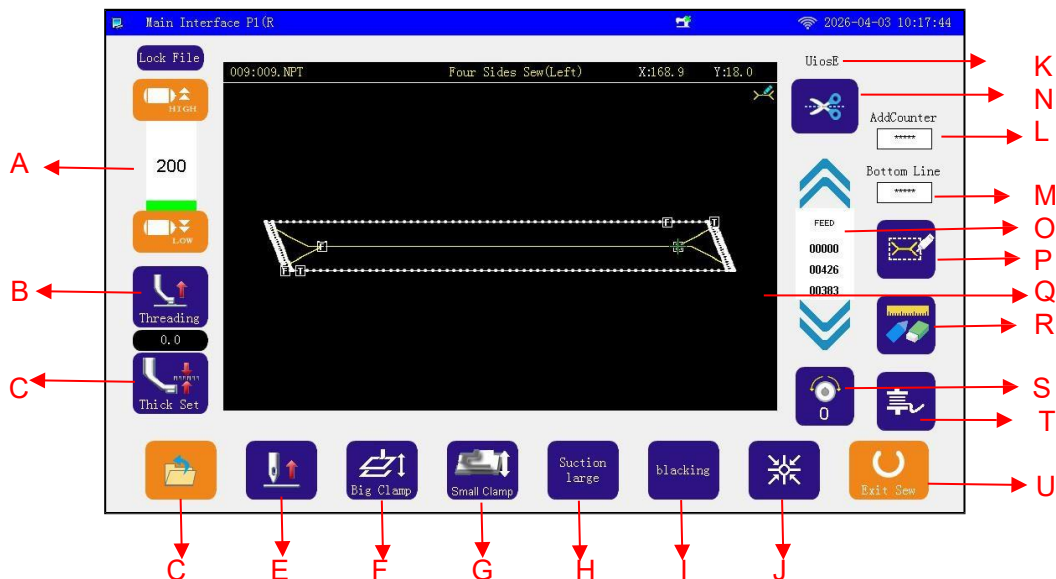 Main Interface P1(R
2026-04-03 10:17:44
Lock File
009:009.NPT Four Sides Sew(Left) X:168.9 Y:18.0
UiosE
K
HIGH
N
AddCounter
L
*****
A
200
Bottom Line
*****
M
LOW
FEED
O
00000
00426
P
00383
F
T
F
F T
B
Q
Threading
R
0.0
C
S
Thick Set
0
T
Big Clamp
Small Clamp
Suction
large
blacking
Exit Sew
U
C
E
F
G
H
I
J